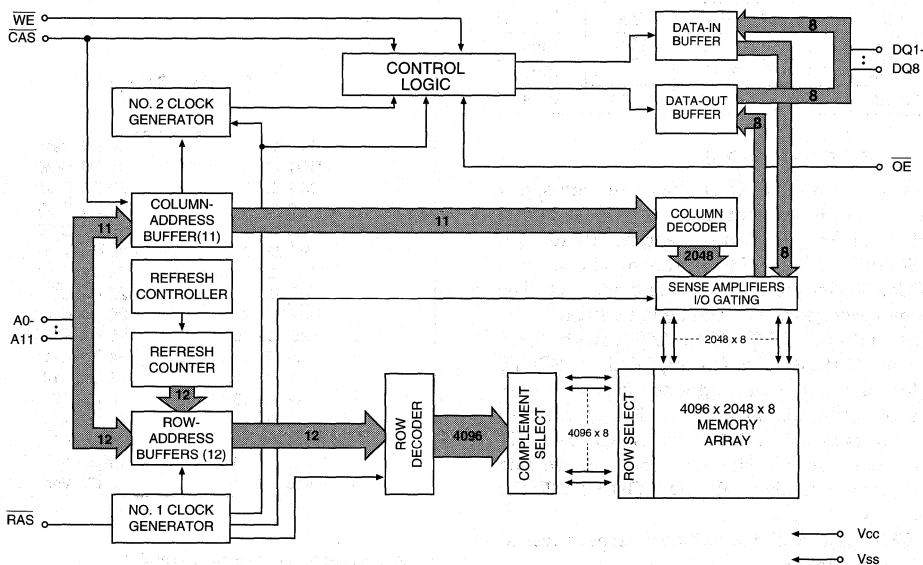 WE
CAS
NO. 2 CLOCK
GENERATOR
CONTROL
LOGIC
DATA-IN
BUFFER
DATA-OUT
BUFFER
8
8
8
8
DQ1-
:
DQ8
OE
COLUMN-
ADDRESS
BUFFER(11)
11
11
COLUMN
DECODER
2048
SENSE AMPLIFIERS
I/O GATING
2048 x 8
REFRESH
CONTROLLER
REFRESH
COUNTER
A0-
:
A11
12
12
ROW-
ADDRESS
BUFFERS (12)
12
ROW
DECODER
4096
COMPLEMENT
SELECT
4096 x 8
ROW SELECT
4096 x 2048 x 8
MEMORY
ARRAY
RAS
NO. 1 CLOCK
GENERATOR
Vcc
Vss